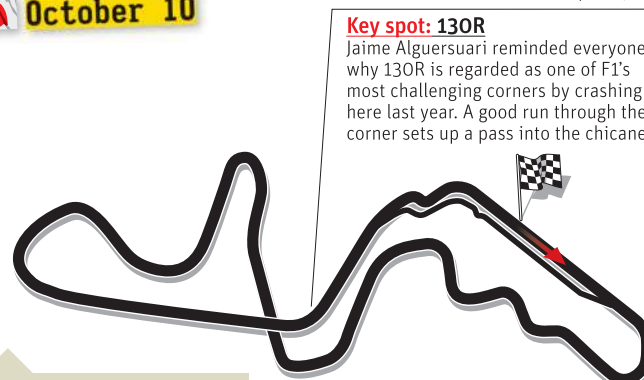 October 10
Key spot: 130R
Jaime Alguersuari reminded everyone
why 130R is regarded as one of F1's
most challenging corners by crashing
here last year. A good run through the
corner sets up a pass into the chicane